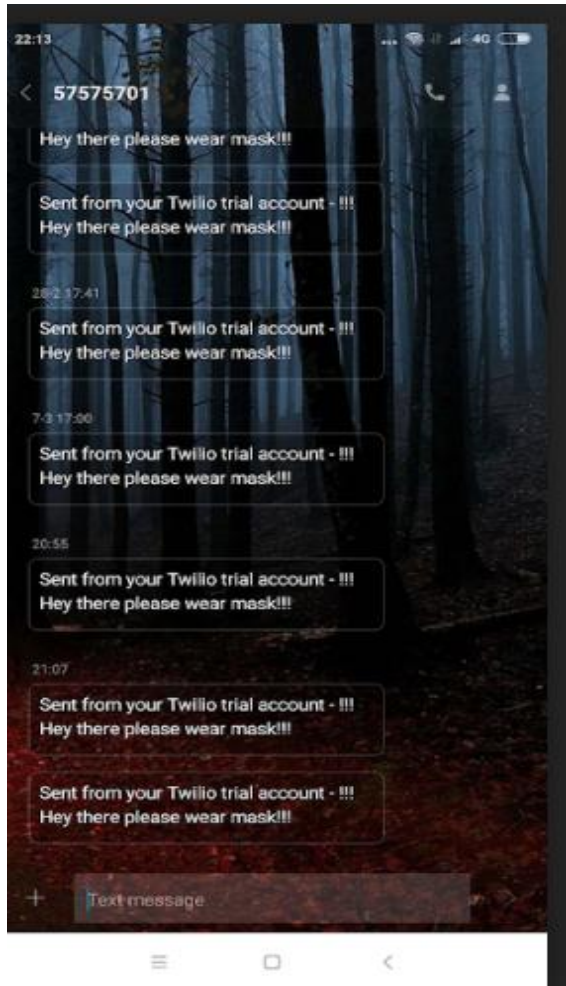 22:13
4G
57575701
Hey there please wear mask!!!
Sent from your Twilio trial account - !!!
Hey there please wear mask!!!
28-2 17:41
Sent from your Twilio trial account - !!!
Hey there please wear mask!!!
7-3 17:00
Sent from your Twilio trial account - !!!
Hey there please wear mask!!!
20:55
Sent from your Twilio trial account - !!!
Hey there please wear mask!!!
21:07
Sent from your Twilio trial account - !!!
Hey there please wear mask!!!
Sent from your Twilio trial account - !!!
Hey there please wear mask!!!
Text message